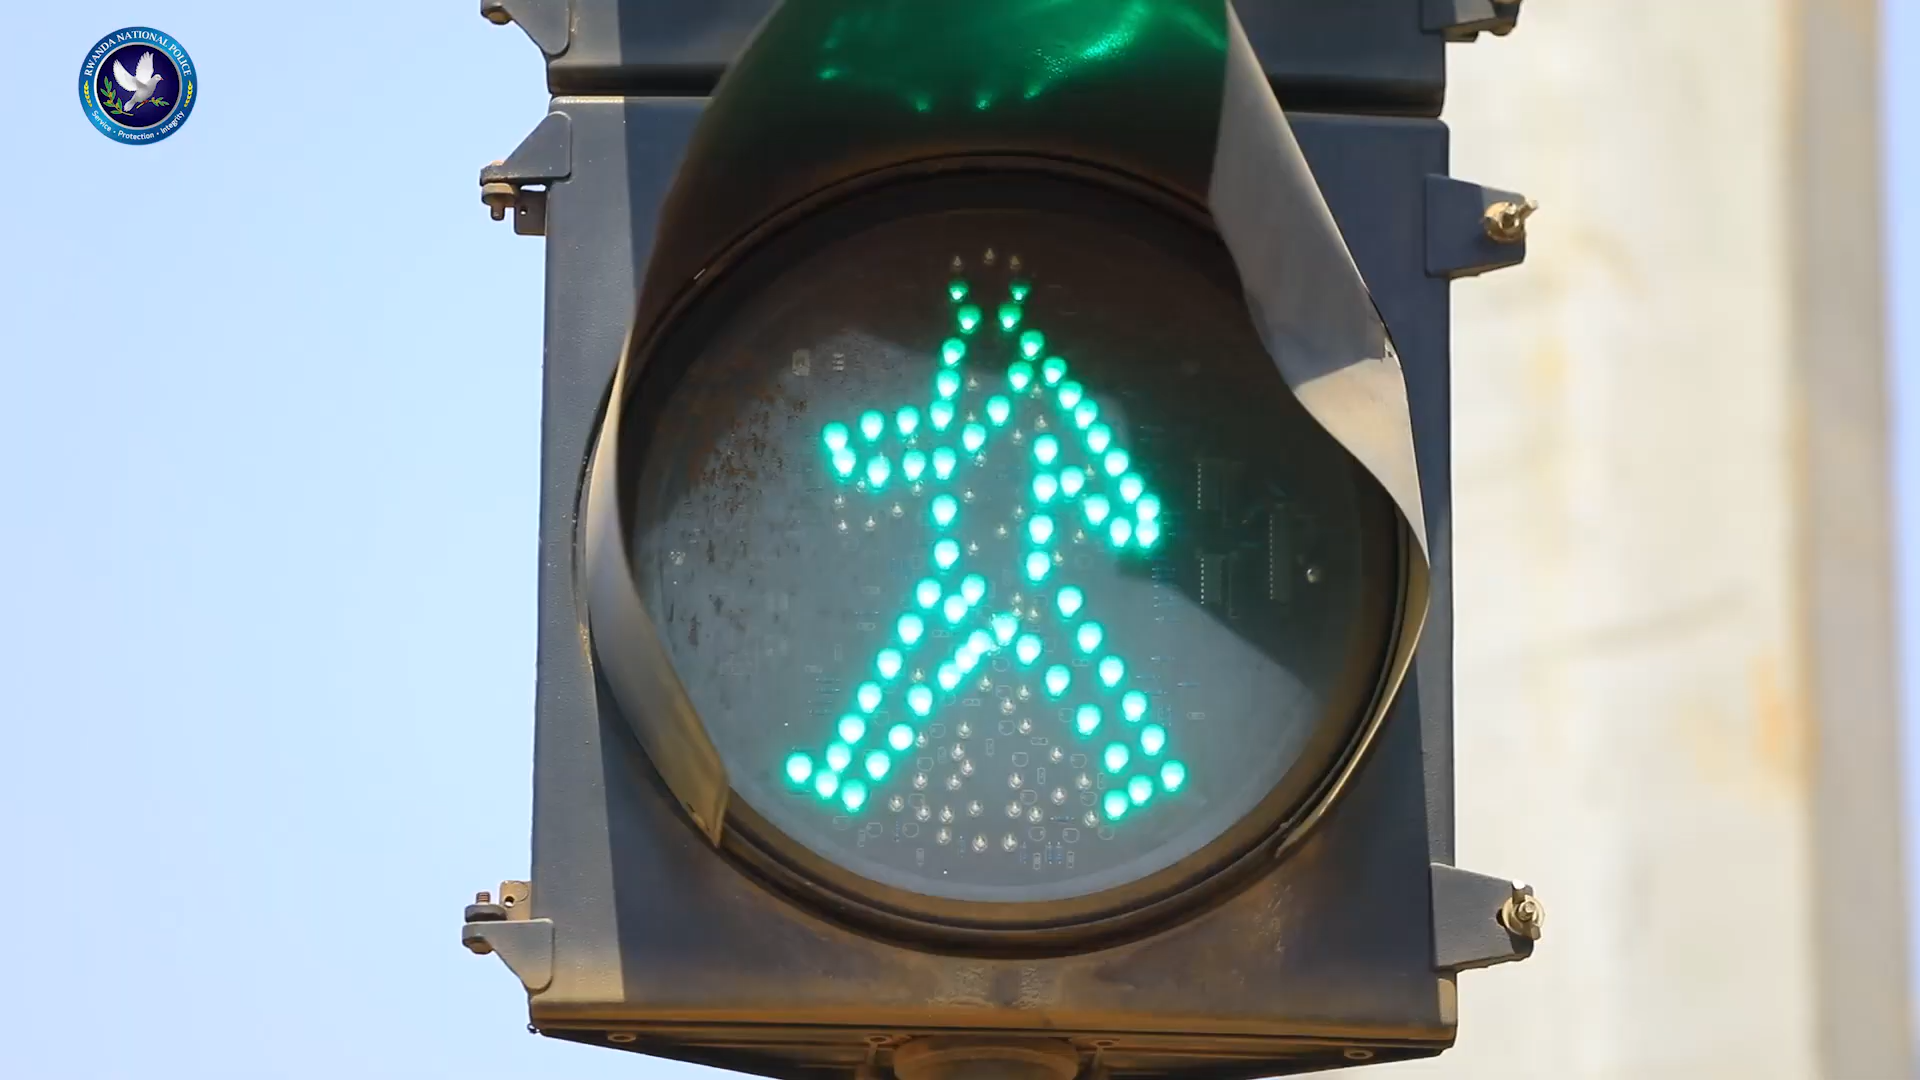 RWANDA NATIONAL POLICE
Service • Protection • Integrity